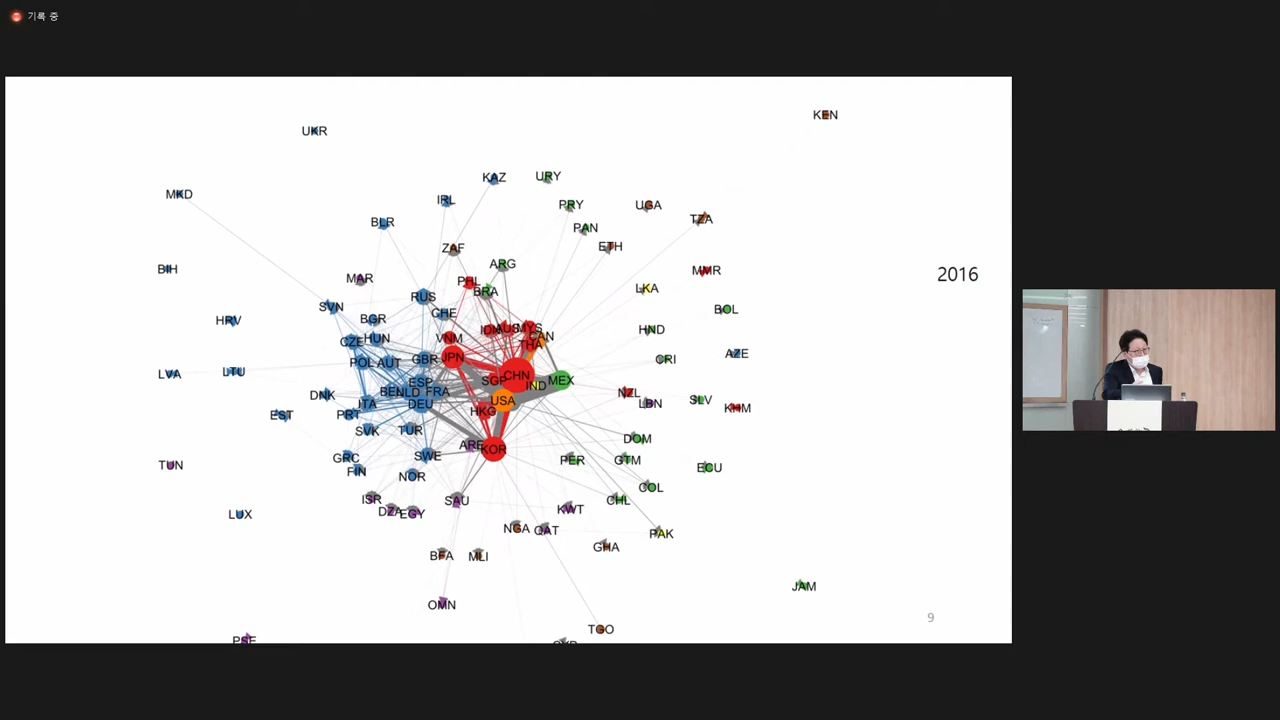 기록 중
KEN
UKR
KAZ
URY
MKD
IRL
PRY
UGA
BLR
TZA
PAN
ZAF
ETH
ARG
BIH
MMR
2016
MAR
PHL
BRA
LKA
RUS
SVN
CHE
BOL
HRV
BGR
IDN
AUS
MYS
HND
CZE
HUN
VNM
CAN
THA
AZE
JPN
GBR
POL
AUT
CRI
LVA
LTU
CHN
SGP
ESP
IND
MEX
BEL
NLD
FRA
DNK
NZL
USA
SLV
ITA
DEU
LBN
KHM
EST
PRT
HKG
SVK
TUR
DOM
ARE
KOR
GRC
SWE
PER
GTM
TUN
FIN
ECU
NOR
COL
ISR
SAU
CHL
DZA
EGY
KWT
LUX
NGA
QAT
PAK
GHA
BFA
MLI
JAM
OMN
9
TGO
PSE